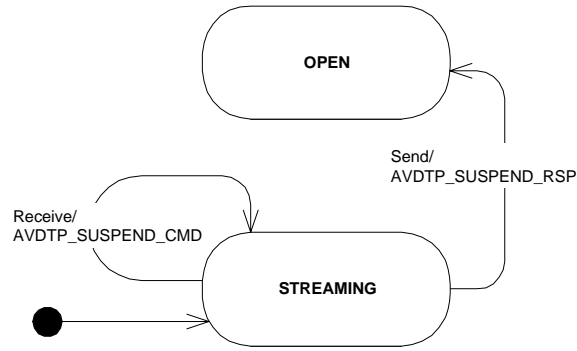 OPEN
Send/
AVDTP_SUSPEND_RSP
Receive/
AVDTP_SUSPEND_CMD
STREAMING